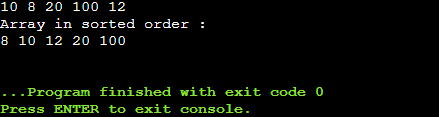 10 8 20 100 12
Array in sorted order :
8 10 12 20 100
...Program finished with exit code 0
Press ENTER to exit console.